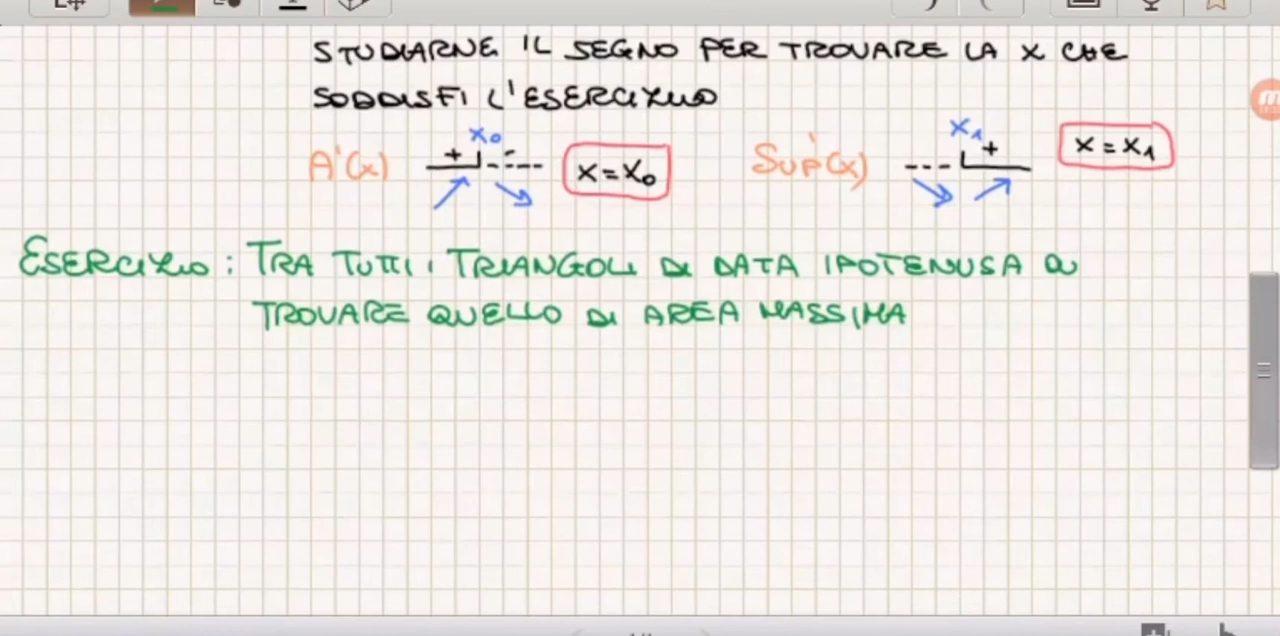 STUDIARNE IL SEGNO PER TROVARE LA X CHE
SODDISFI L'ESERCIZIO
A'(x) + x₀ - x = x₀ Sup'(x) x₁ + x = x₁
ESERCIZIO: TRA TUTTI I TRIANGOLI DI DATA IPOTENUSA a
TROVARE QUELLO DI AREA MASSIMA